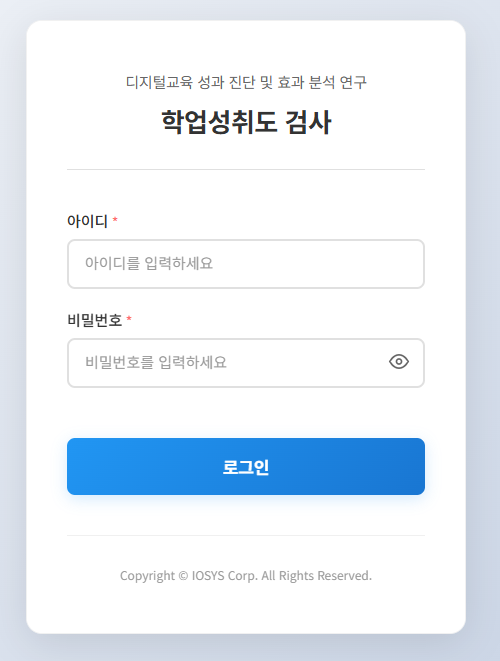 디지털교육 성과 진단 및 효과 분석 연구
학업성취도 검사
아이디 *
아이디를 입력하세요
비밀번호 *
비밀번호를 입력하세요
로그인
Copyright © IOSYS Corp. All Rights Reserved.